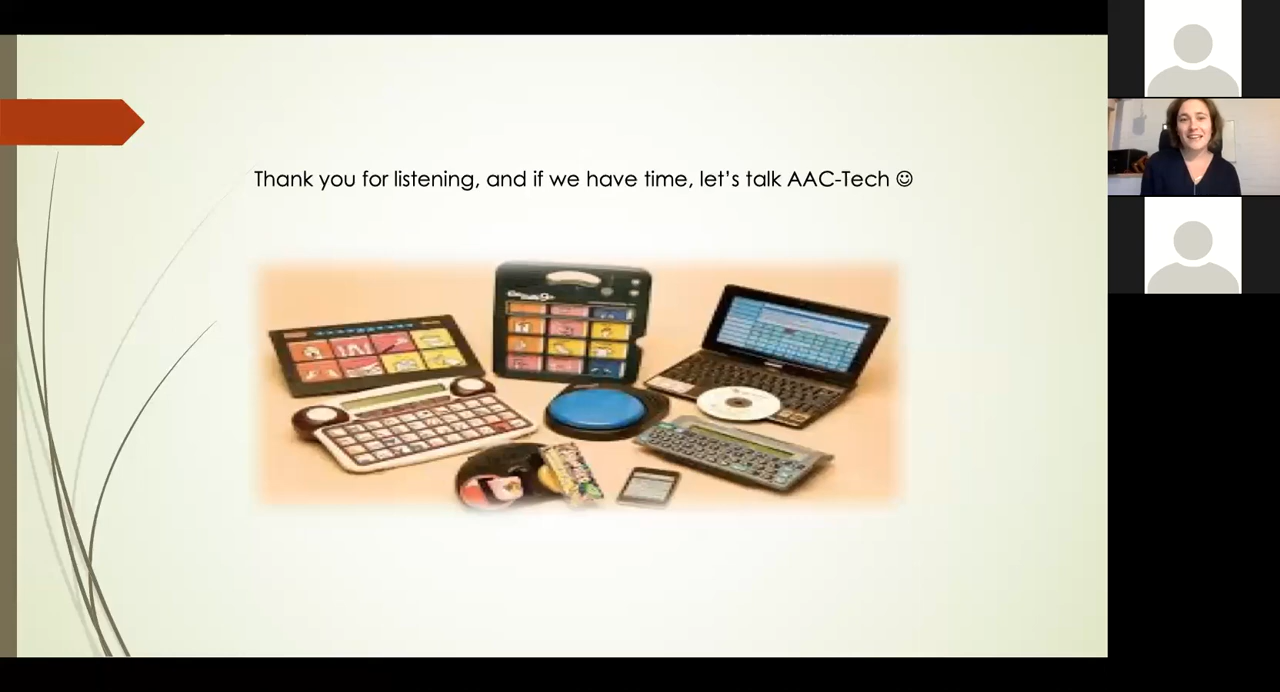 Thank you for listening, and if we have time, let's talk AAC-Tech ☺